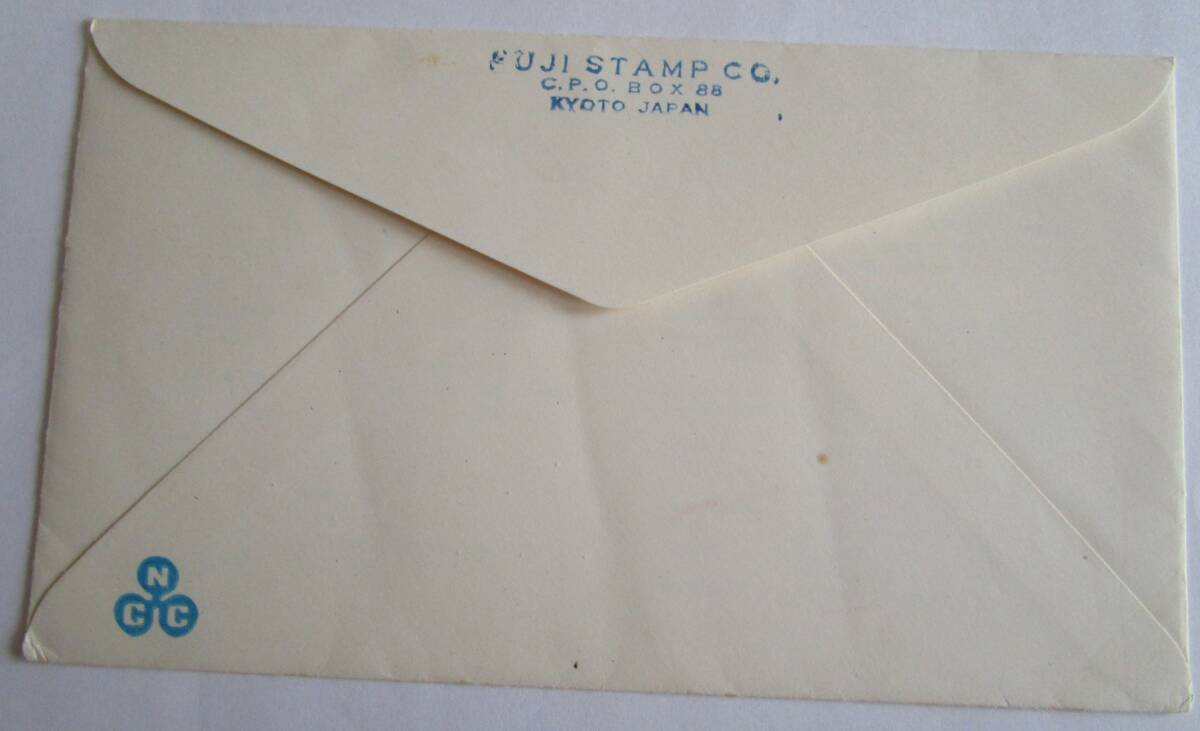 FUJI STAMP CO.
C.P.O. BOX 88
KYOTO JAPAN
N
C C